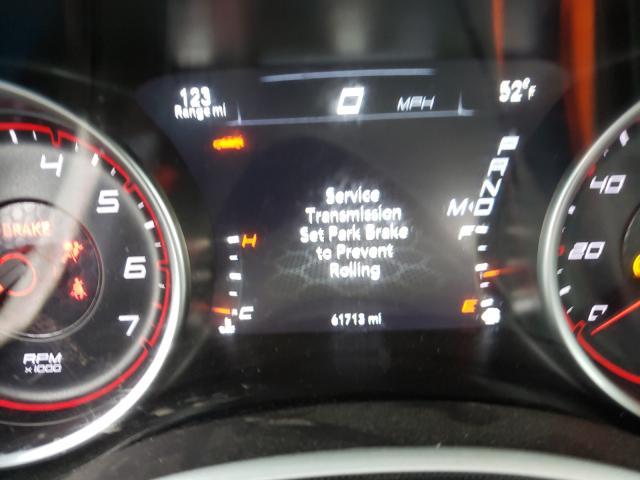 123
Range mi
0 MPH
52°F
Service
Transmission
Set Park Brake
to Prevent
Rolling
P
R
N
D
M
F
E
H
C
61713 mi
BRAKE
4
5
6
7
RPM
x1000
40
20
0